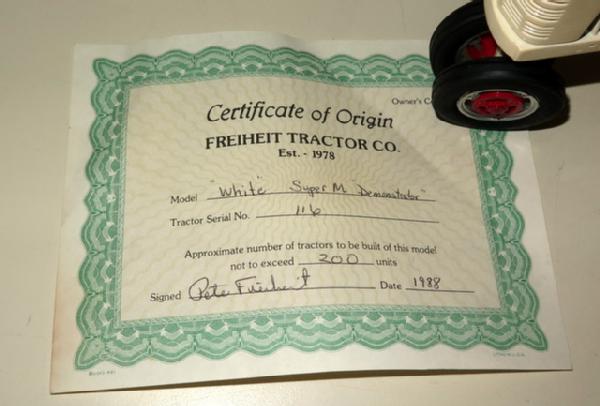 Owner's
Certificate of Origin
FREIHEIT TRACTOR CO.
Est. - 1978
Model "White" Super M "Demonstrator"
Tractor Serial No. 116
Approximate number of tractors to be built of this model
not to exceed 200 units
Signed Pete Freiheit Date 1988